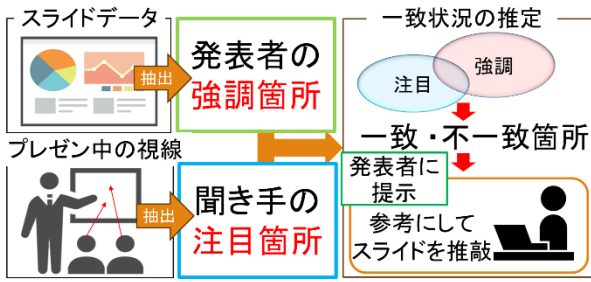 スライドデータ
抽出
発表者の
強調箇所
プレゼン中の視線
抽出
聞き手の
注目箇所
一致状況の推定
注目
強調
一致・不一致箇所
発表者に
提示
参考にして
スライドを推敲